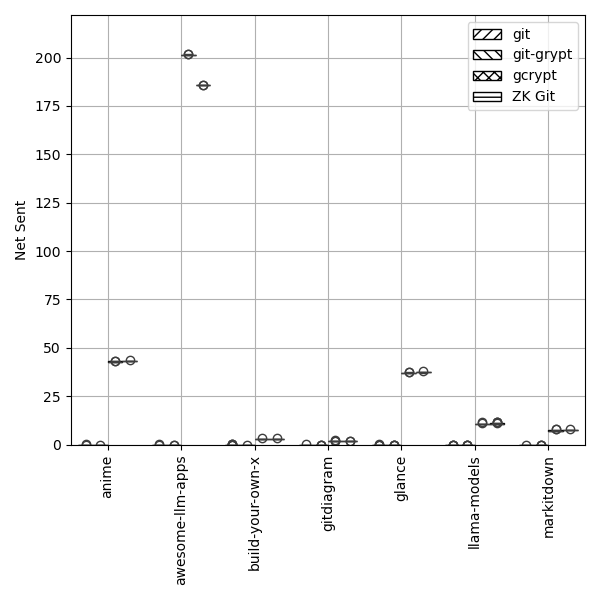 git
git-grypt
gcrypt
ZK Git
Net Sent
200
175
150
125
100
75
50
25
0
anime
awesome-llm-apps
build-your-own-x
gitdiagram
glance
llama-models
markitdown